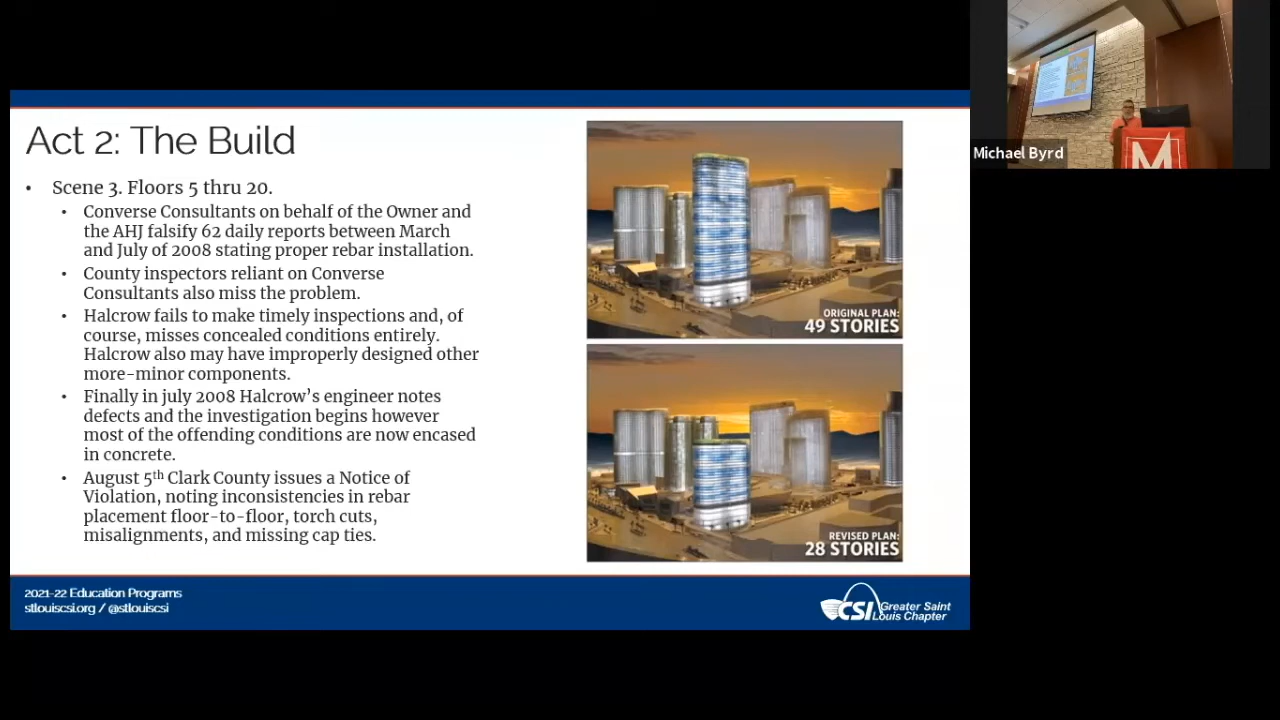 Act 2: The Build
• Scene 3. Floors 5 thru 20.
• Converse Consultants on behalf of the Owner and
the AHJ falsify 62 daily reports between March
and July of 2008 stating proper rebar installation.
• County inspectors reliant on Converse
Consultants also miss the problem.
• Halcrow fails to make timely inspections and, of
course, misses concealed conditions entirely.
Halcrow also may have improperly designed other
more-minor components.
• Finally in july 2008 Halcrow's engineer notes
defects and the investigation begins however
most of the offending conditions are now encased
in concrete.
• August 5th Clark County issues a Notice of
Violation, noting inconsistencies in rebar
placement floor-to-floor, torch cuts,
misalignments, and missing cap ties.
ORIGINAL PLAN:
49 STORIES
REVISED PLAN:
28 STORIES
2021-22 Education Programs
stlouiscsi.org / @stlouiscsi
CSI Greater Saint
Louis Chapter
Michael Byrd
M